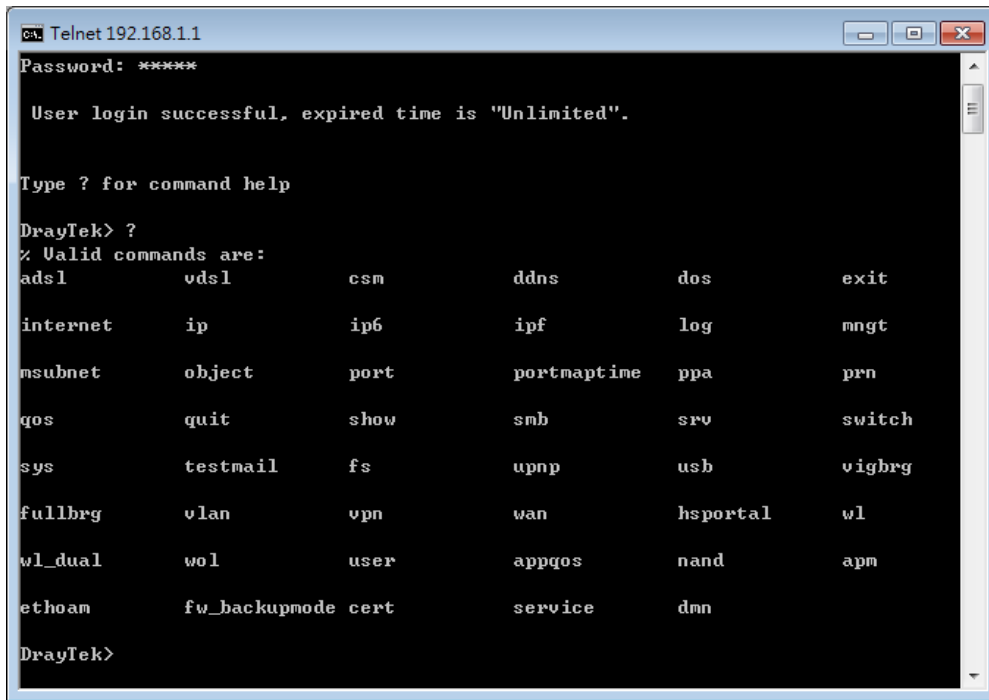 Telnet 192.168.1.1
Password: *****
User login successful, expired time is "Unlimited".
Type ? for command help
DrayTek> ?
% Valid commands are:
adsl vdsl csm ddns dos exit
internet ip ip6 ipf log mngt
msubnet object port portmaptime ppa prn
qos quit show smb srv switch
sys testmail fs upnp usb vigbrg
fullbrg vlan vpn wan hsportal wl
wl_dual wol user appqos nand apm
ethoam fw_backupmode cert service dmn
DrayTek>